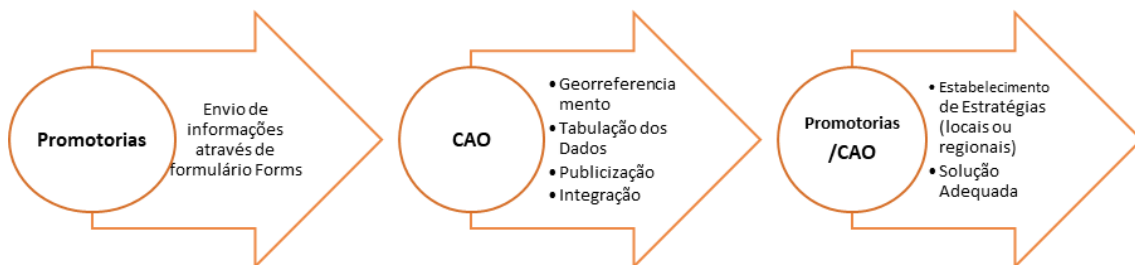 Promotorias
Envio de
informações
através de
formulário Forms
CAO
• Georreferencia
mento
• Tabulação dos
Dados
• Publicização
• Integração
Promotorias
/CAO
• Estabelecimento
de Estratégias
(locais ou
regionais)
• Solução
Adequada